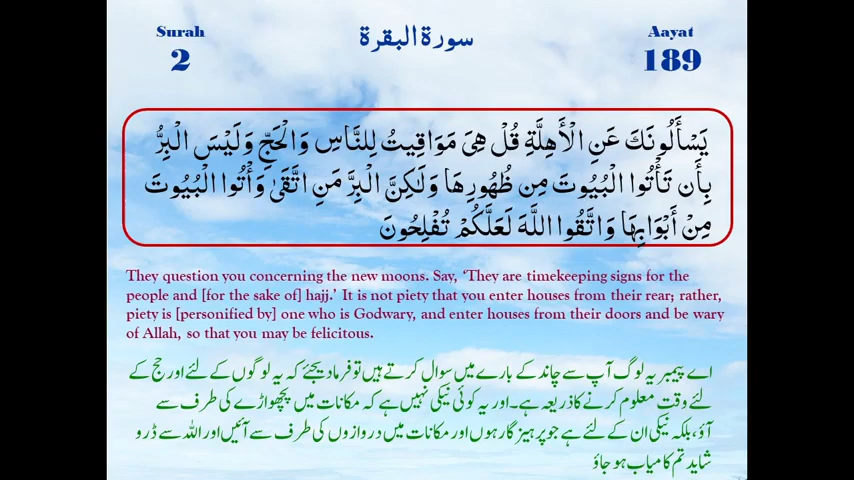 Surah
سورة البقرة
Aayat
2
189
يَسْأَلُونَكَ عَنِ الْأَهِلَّةِ قُلْ هِيَ مَوَاقِيتُ لِلنَّاسِ وَالْحَجِّ وَلَيْسَ الْبِرُّ
بِأَن تَأْتُوا الْبُيُوتَ مِن ظُهُورِهَا وَلَٰكِنَّ الْبِرَّ مَنِ اتَّقَىٰ وَأْتُوا الْبُيُوتَ
مِنْ أَبْوَابِهَا وَاتَّقُوا اللَّهَ لَعَلَّكُمْ تُفْلِحُونَ
They question you concerning the new moons. Say, ‘They are timekeeping signs for the
people and [for the sake of] hajj.’ It is not piety that you enter houses from their rear; rather,
piety is [personified by] one who is Godwary, and enter houses from their doors and be wary
of Allah, so that you may be felicitous.
اے پیمبر یہ لوگ آپ سے چاند کے بارے میں سوال کرتے ہیں تو فرما دیجئے کہ یہ لوگوں کے لئے اور حج کے
لئے وقت معلوم کرنے کا ذریعہ ہے۔ اور یہ کوئی نیکی نہیں ہے کہ مکانات میں پچھواڑے کی طرف سے
آؤ، بلکہ نیکی ان کے لئے ہے جو پرہیز گار ہوں اور مکانات میں دروازوں کی طرف سے آئیں اور اللہ سے ڈرو
شاید تم کامیاب ہو جاؤ